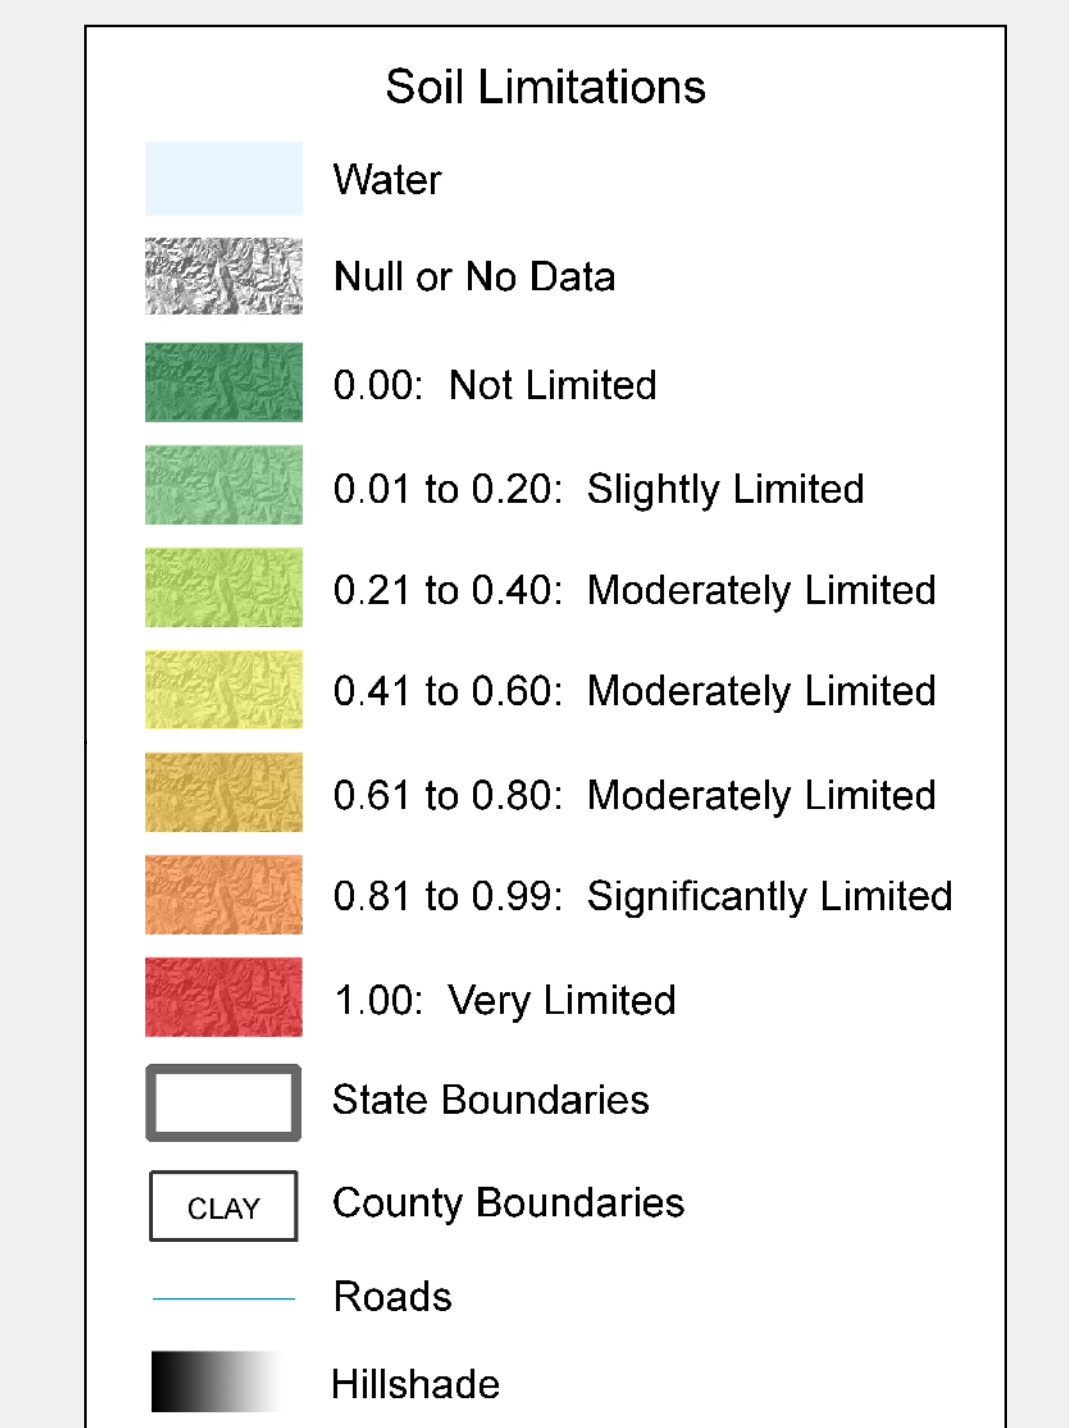 Soil Limitations
Water
Null or No Data
0.00:  Not Limited
0.01 to 0.20:  Slightly Limited
0.21 to 0.40:  Moderately Limited
0.41 to 0.60:  Moderately Limited
0.61 to 0.80:  Moderately Limited
0.81 to 0.99:  Significantly Limited
1.00:  Very Limited
State Boundaries
CLAY County Boundaries
Roads
Hillshade